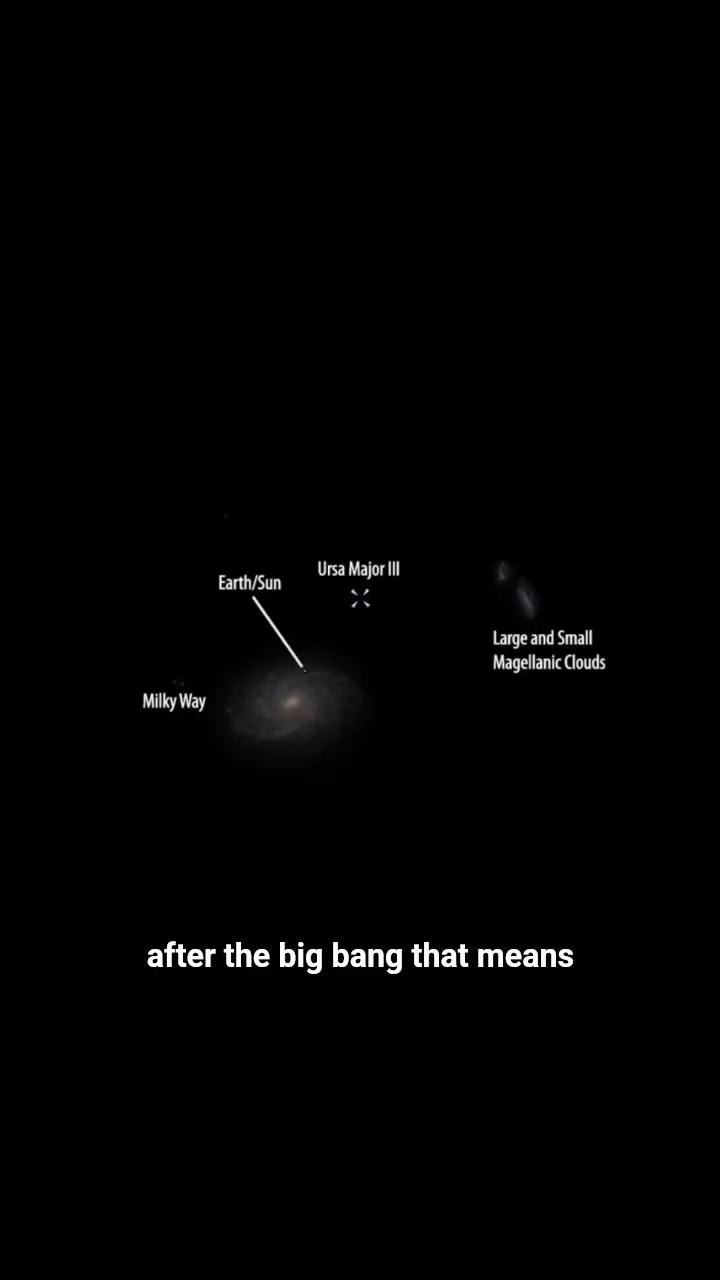 Ursa Major III
Earth/Sun
Large and Small
Magellanic Clouds
Milky Way
after the big bang that means